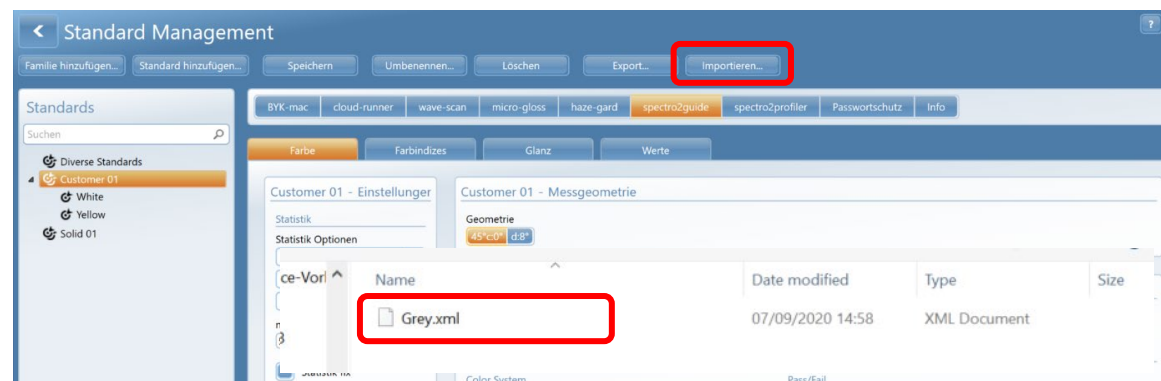 Standard Management
?
Familie hinzufügen... Standard hinzufügen... Speichern Umbenennen... Löschen Export... Importieren...
Standards
Suchen
Diverse Standards
Customer 01
White
Yellow
Solid 01
BYK-mac cloud-runner wave-scan micro-gloss haze-gard spectro2guide spectro2profiler Passwortschutz Info
Farbe Farbindizes Glanz Werte
Customer 01 - Einstellunger
Statistik
Statistik Optionen
Customer 01 - Messgeometrie
Geometrie
45°c:0° d:8°
ce-Vorl
Name Date modified Type Size
Grey.xml 07/09/2020 14:58 XML Document
Color System Pass/Fail